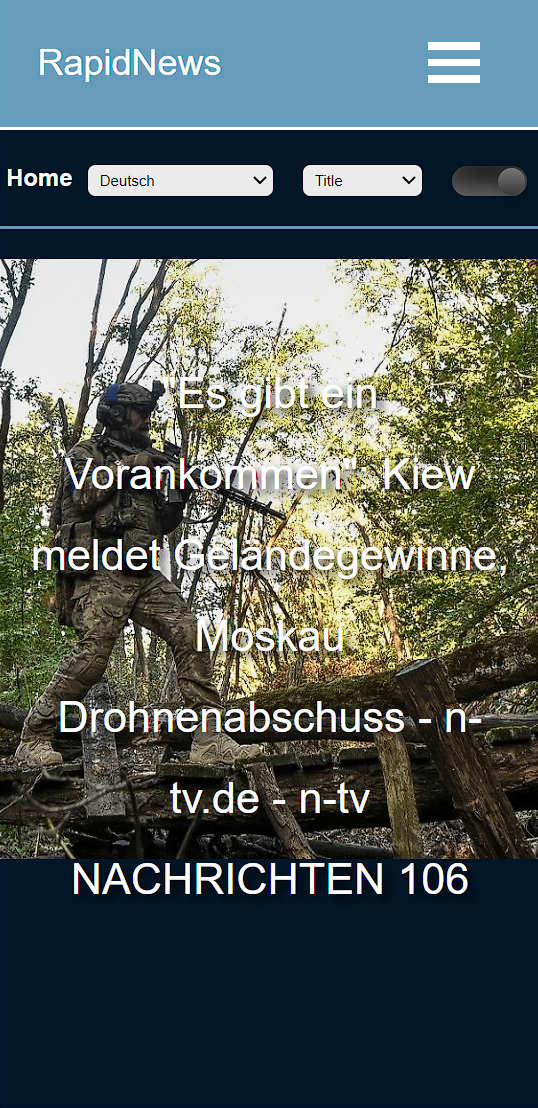 RapidNews
Home Deutsch Title
"Es gibt ein
Vorankommen": Kiew
meldet Geländegewinne,
Moskau
Drohnenabschuss - n-
tv.de - n-tv
NACHRICHTEN 106